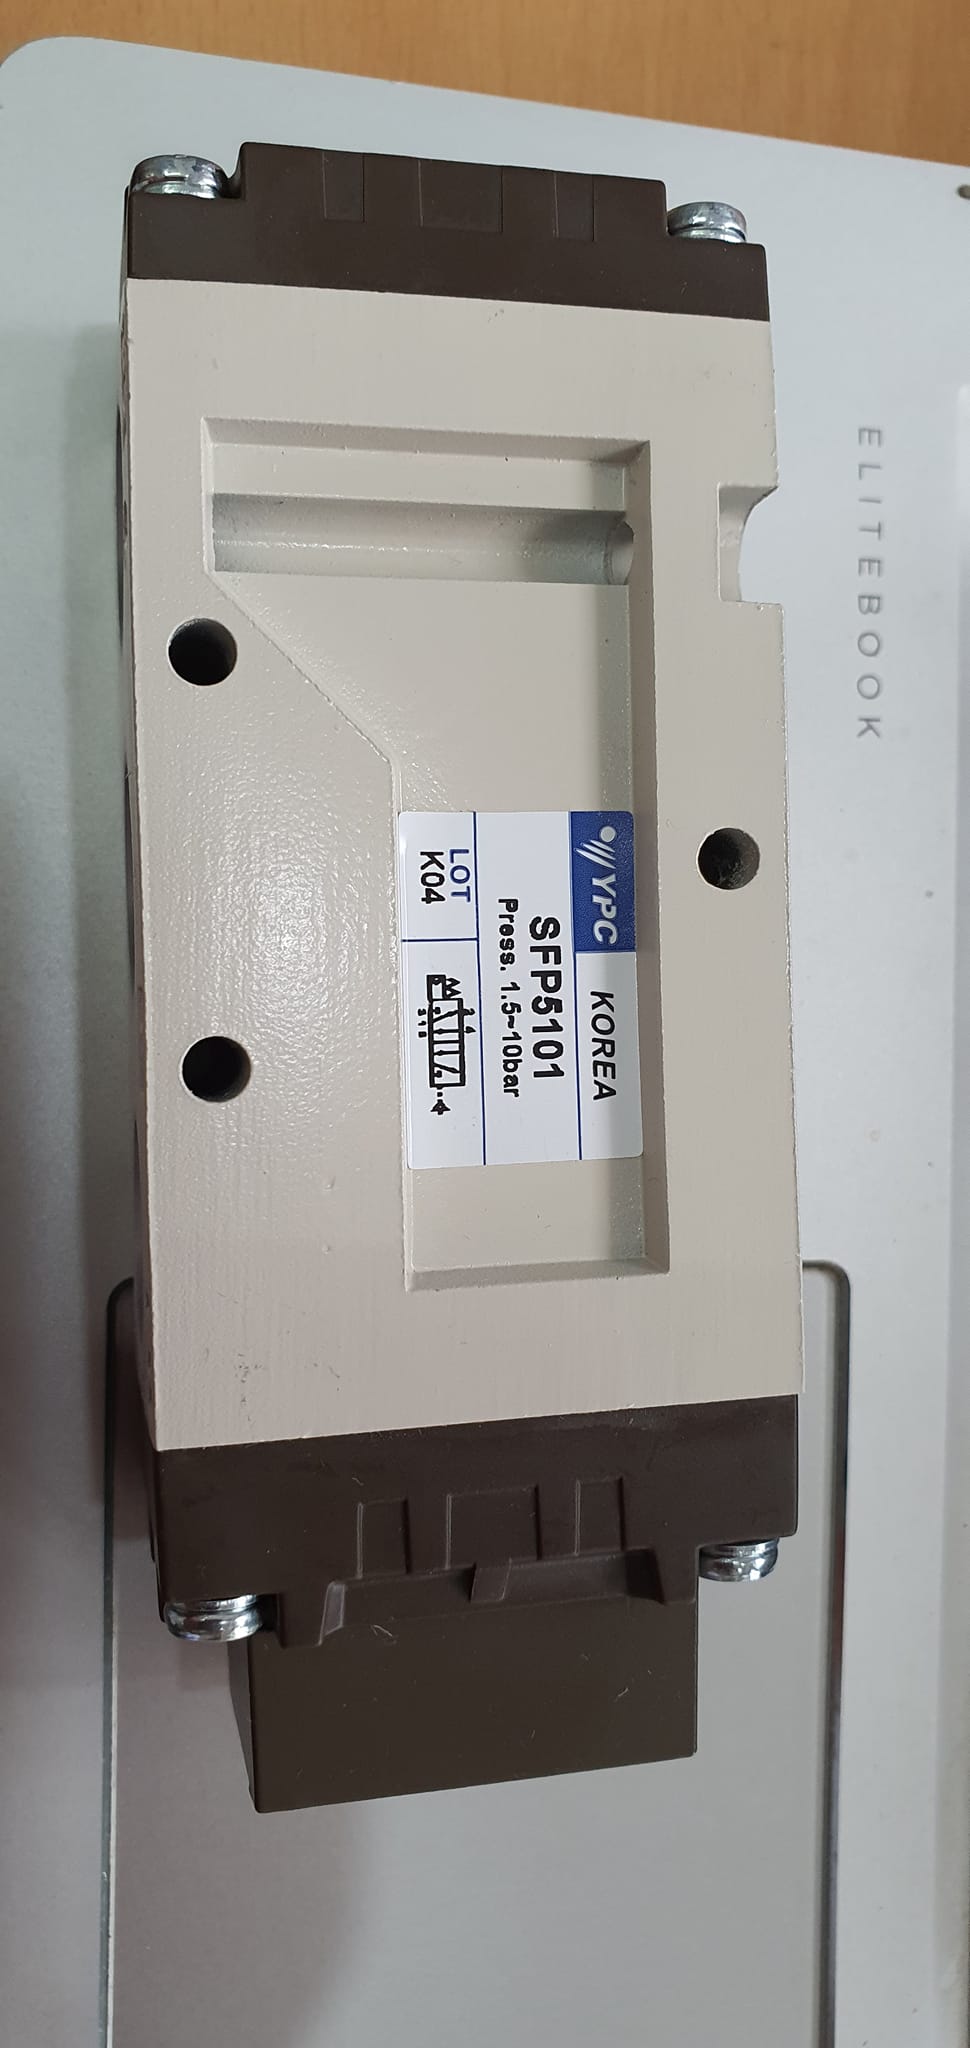 ELITEBOOK
YPC KOREA
SFP5101
Press. 1.5~10bar
LOT
K04